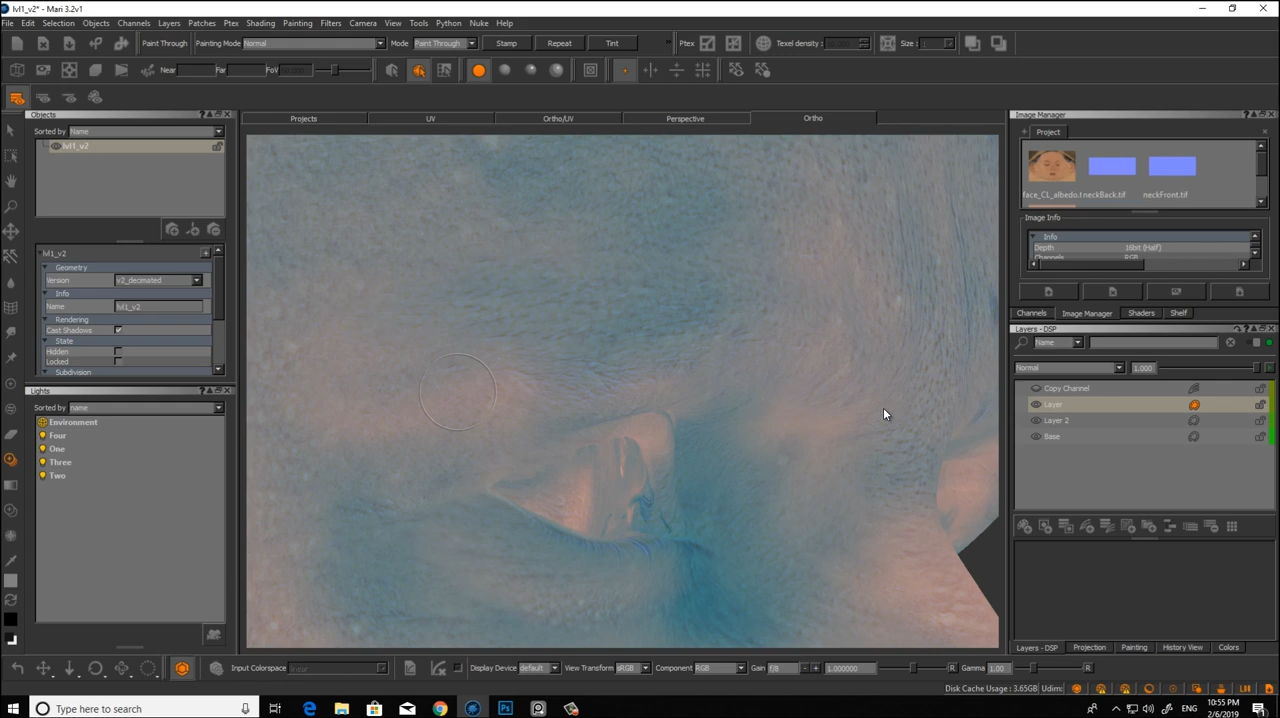 lvl1_v2* - Mari 3.2v1
File Edit Selection Objects Channels Layers Patches Ptex Shading Painting Filters Camera View Tools Python Nuke Help
Paint Through Painting Mode Normal Mode Paint Through Stamp Repeat Tint » Ptex Texel density: Size :
Near Far FoV
Objects
Sorted by Name
lvl1_v2
lvl1_v2
Geometry
Version v2_decimated
Info
Name lvl1_v2
Rendering
Cast Shadows
State
Hidden
Locked
Subdivision
Lights
Sorted by name
Environment
Four
One
Three
Two
Projects UV Ortho/UV Perspective Ortho
Image Manager
Project
face_CL_albedo.t neckBack.tif neckFront.tif
Image Info
Info
Depth 16bit (Half)
Channels RGB
Channels Image Manager Shaders Shelf
Layers - DSP
Name
Normal 1.000
Copy Channel
Layer
Layer 2
Base
Layers - DSP Projection Painting History View Colors
Input Colorspace Display Device default View Transform sRGB Component RGB Gain f/8 1.000000 R Gamma 1.00 R
Disk Cache Usage : 3.65GB Udim:
Type here to search
ENG
10:55 PM
2/6/2019